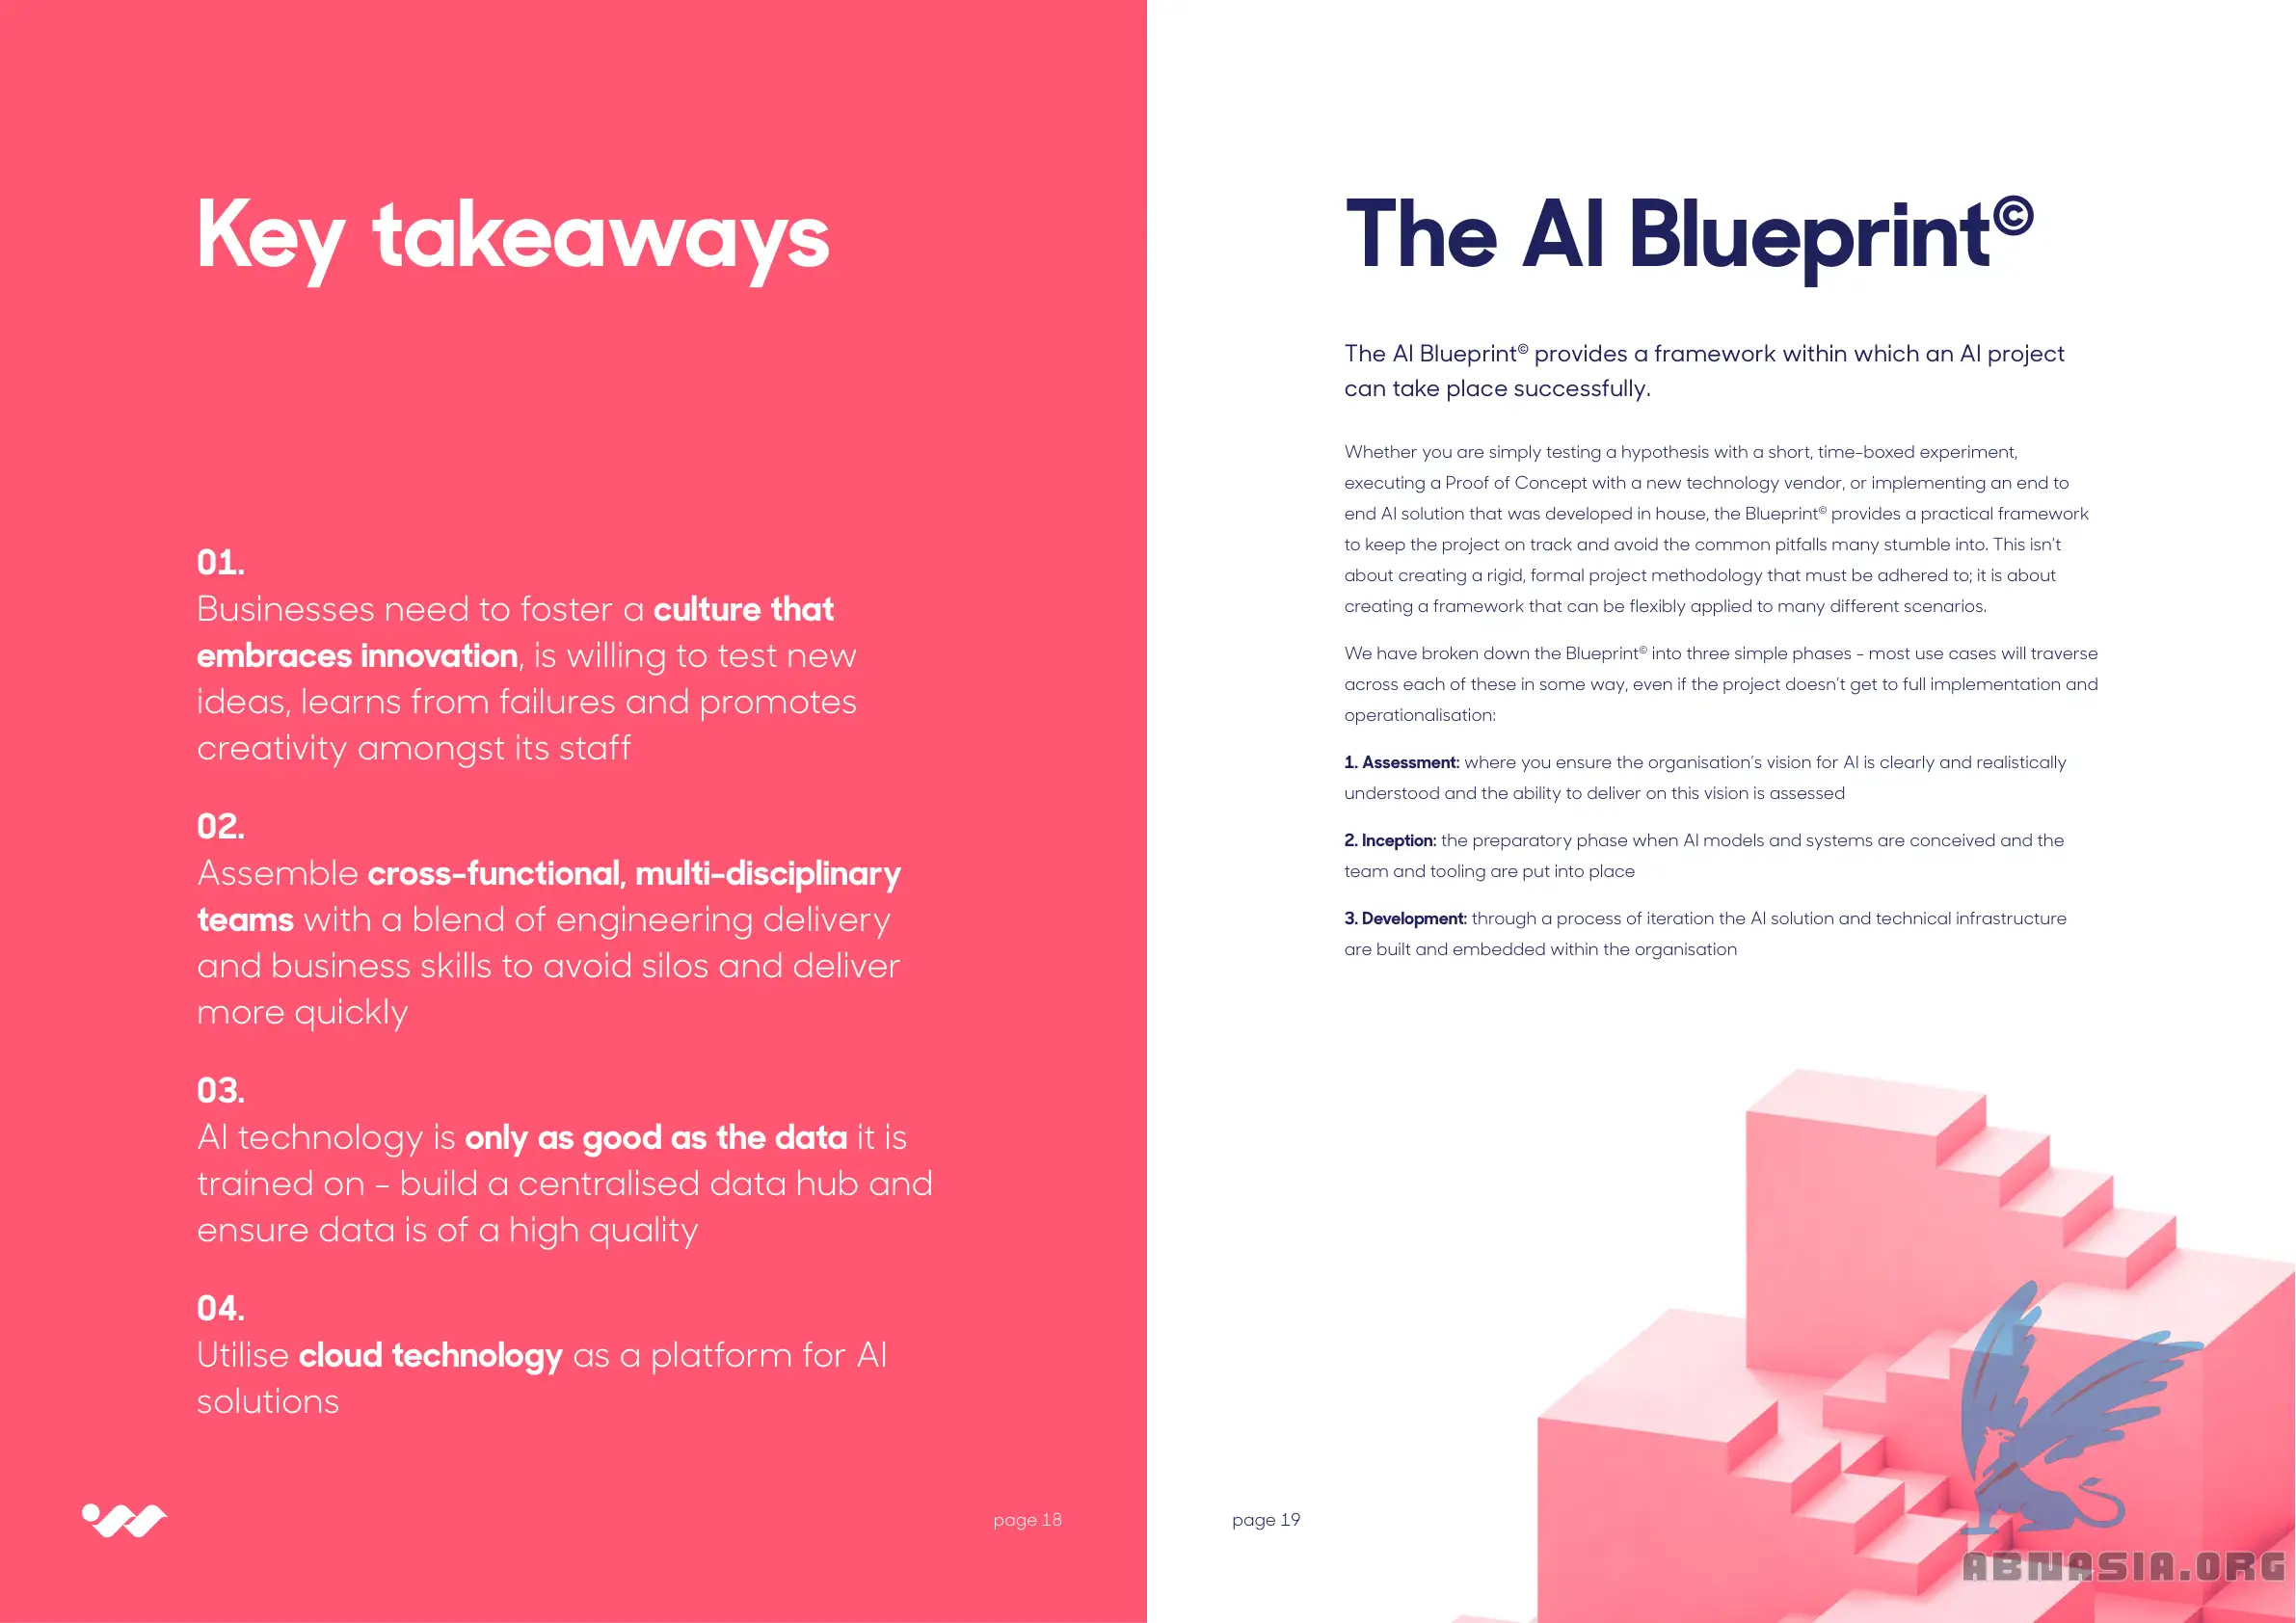 Key takeaways
01.
Businesses need to foster a culture that
embraces innovation, is willing to test new
ideas, learns from failures and promotes
creativity amongst its staff
02.
Assemble cross-functional, multi-disciplinary
teams with a blend of engineering delivery
and business skills to avoid silos and deliver
more quickly
03.
AI technology is only as good as the data it is
trained on - build a centralised data hub and
ensure data is of a high quality
04.
Utilise cloud technology as a platform for AI
solutions
page 18
The AI Blueprint©
The AI Blueprint© provides a framework within which an AI project
can take place successfully.
Whether you are simply testing a hypothesis with a short, time-boxed experiment,
executing a Proof of Concept with a new technology vendor, or implementing an end to
end AI solution that was developed in house, the Blueprint© provides a practical framework
to keep the project on track and avoid the common pitfalls many stumble into. This isn't
about creating a rigid, formal project methodology that must be adhered to; it is about
creating a framework that can be flexibly applied to many different scenarios.
We have broken down the Blueprint© into three simple phases - most use cases will traverse
across each of these in some way, even if the project doesn't get to full implementation and
operationalisation:
1. Assessment: where you ensure the organisation's vision for AI is clearly and realistically
understood and the ability to deliver on this vision is assessed
2. Inception: the preparatory phase when AI models and systems are conceived and the
team and tooling are put into place
3. Development: through a process of iteration the AI solution and technical infrastructure
are built and embedded within the organisation
page 19
ABNASIA.ORG